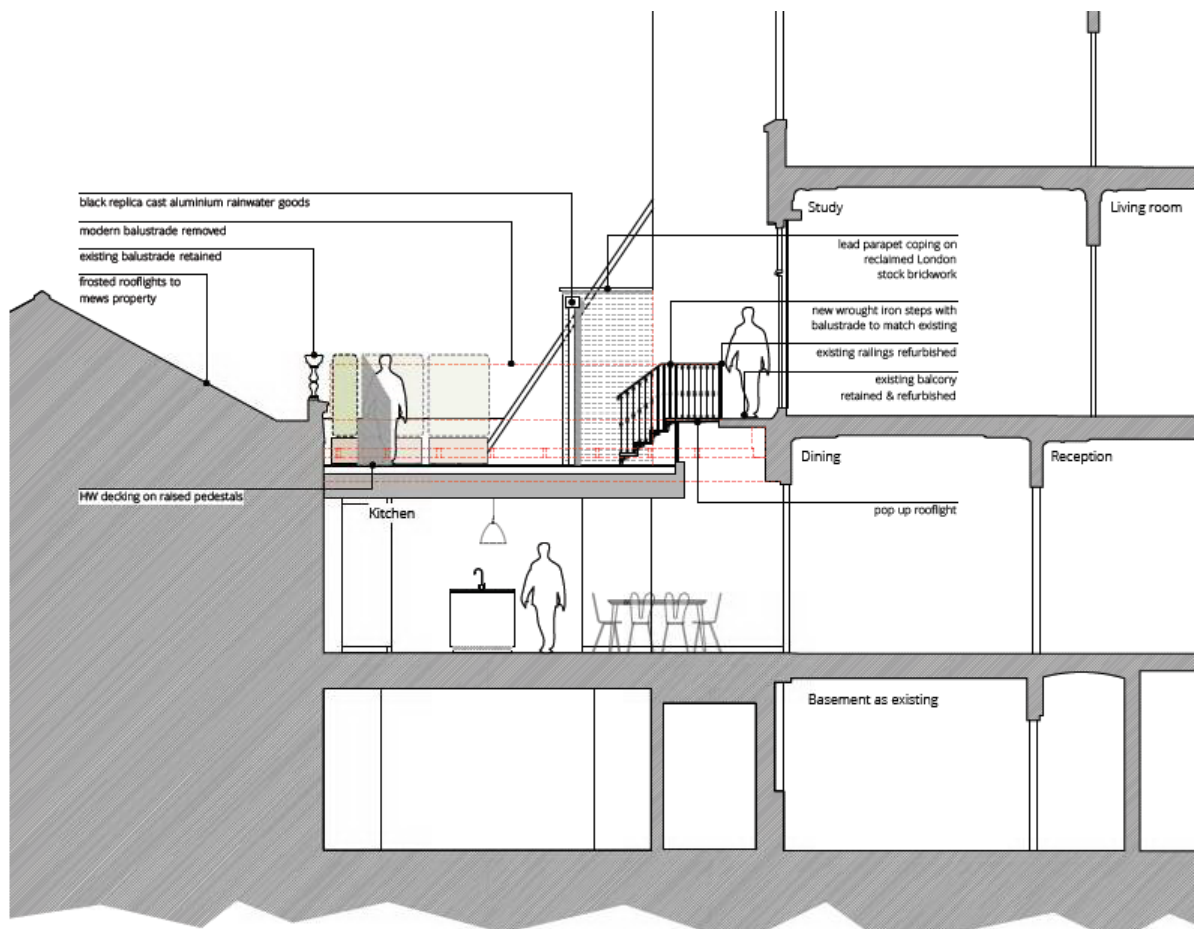 black replica cast aluminium rainwater goods
modern balustrade removed
existing balustrade retained
frosted rooflights to
mews property
HW decking on raised pedestals
Kitchen
Study
Living room
lead parapet coping on
reclaimed London
stock brickwork
new wrought iron steps with
balustrade to match existing
existing railings refurbished
existing balcony
retained & refurbished
Dining
Reception
pop up rooflight
Basement as existing